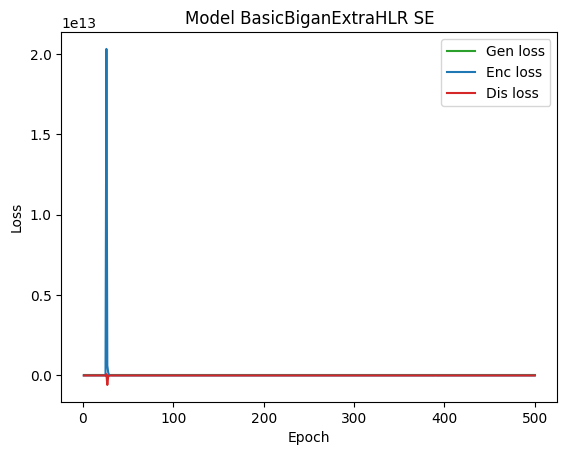 Model BasicBiganExtraHLR SE
1e13
Gen loss
Enc loss
Dis loss
2.0
1.5
1.0
0.5
0.0
Loss
0 100 200 300 400 500
Epoch